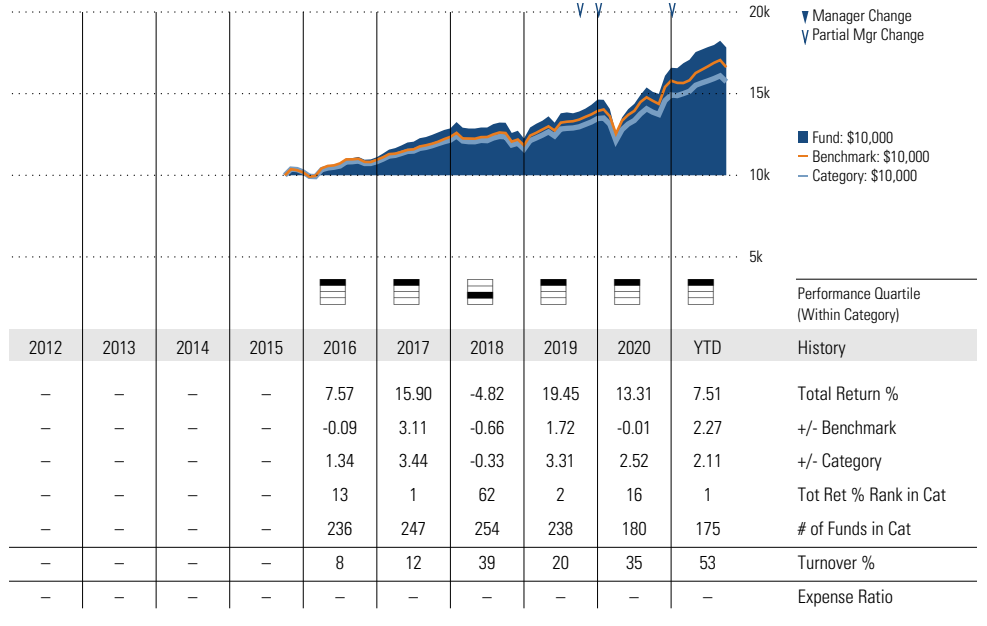 20k
▼ Manager Change
∨ Partial Mgr Change
15k
Fund: $10,000
Benchmark: $10,000
Category: $10,000
10k
5k
Performance Quartile
(Within Category)
2012 2013 2014 2015 2016 2017 2018 2019 2020 YTD History
– – – – 7.57 15.90 -4.82 19.45 13.31 7.51 Total Return %
– – – – -0.09 3.11 -0.66 1.72 -0.01 2.27 +/- Benchmark
– – – – 1.34 3.44 -0.33 3.31 2.52 2.11 +/- Category
– – – – 13 1 62 2 16 1 Tot Ret % Rank in Cat
– – – – 236 247 254 238 180 175 # of Funds in Cat
– – – – 8 12 39 20 35 53 Turnover %
– – – – – – – – – – Expense Ratio